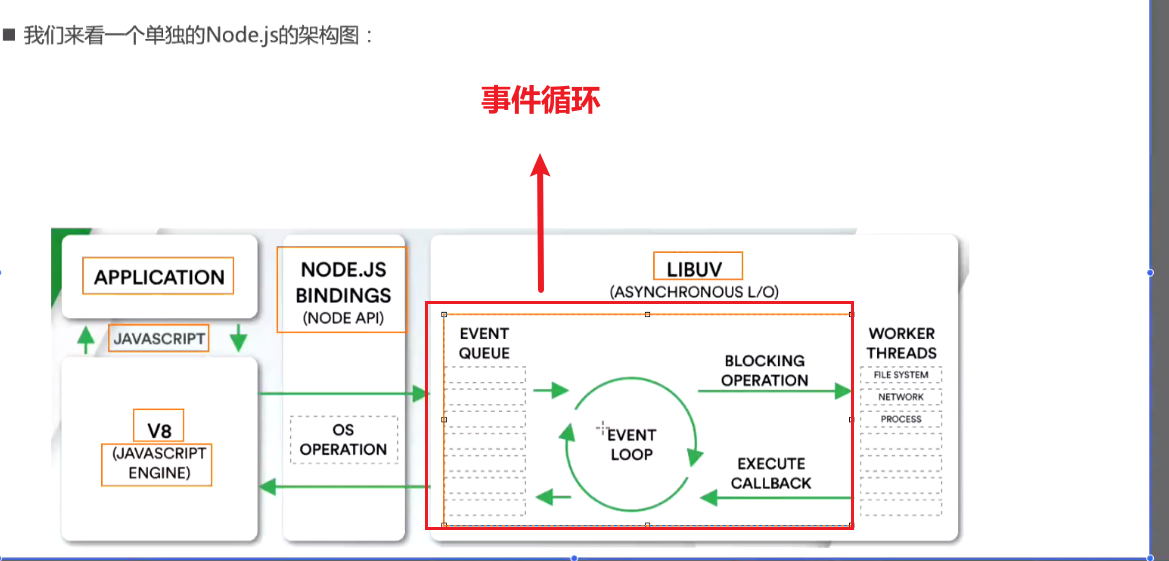 ■ 我们来看一个单独的Node.js的架构图：
事件循环
APPLICATION
JAVASCRIPT
V8
(JAVASCRIPT
ENGINE)
NODE.JS
BINDINGS
(NODE API)
OS
OPERATION
LIBUV
(ASYNCHRONOUS L/O)
EVENT
QUEUE
EVENT
LOOP
BLOCKING
OPERATION
EXECUTE
CALLBACK
WORKER
THREADS
FILE SYSTEM
NETWORK
PROCESS